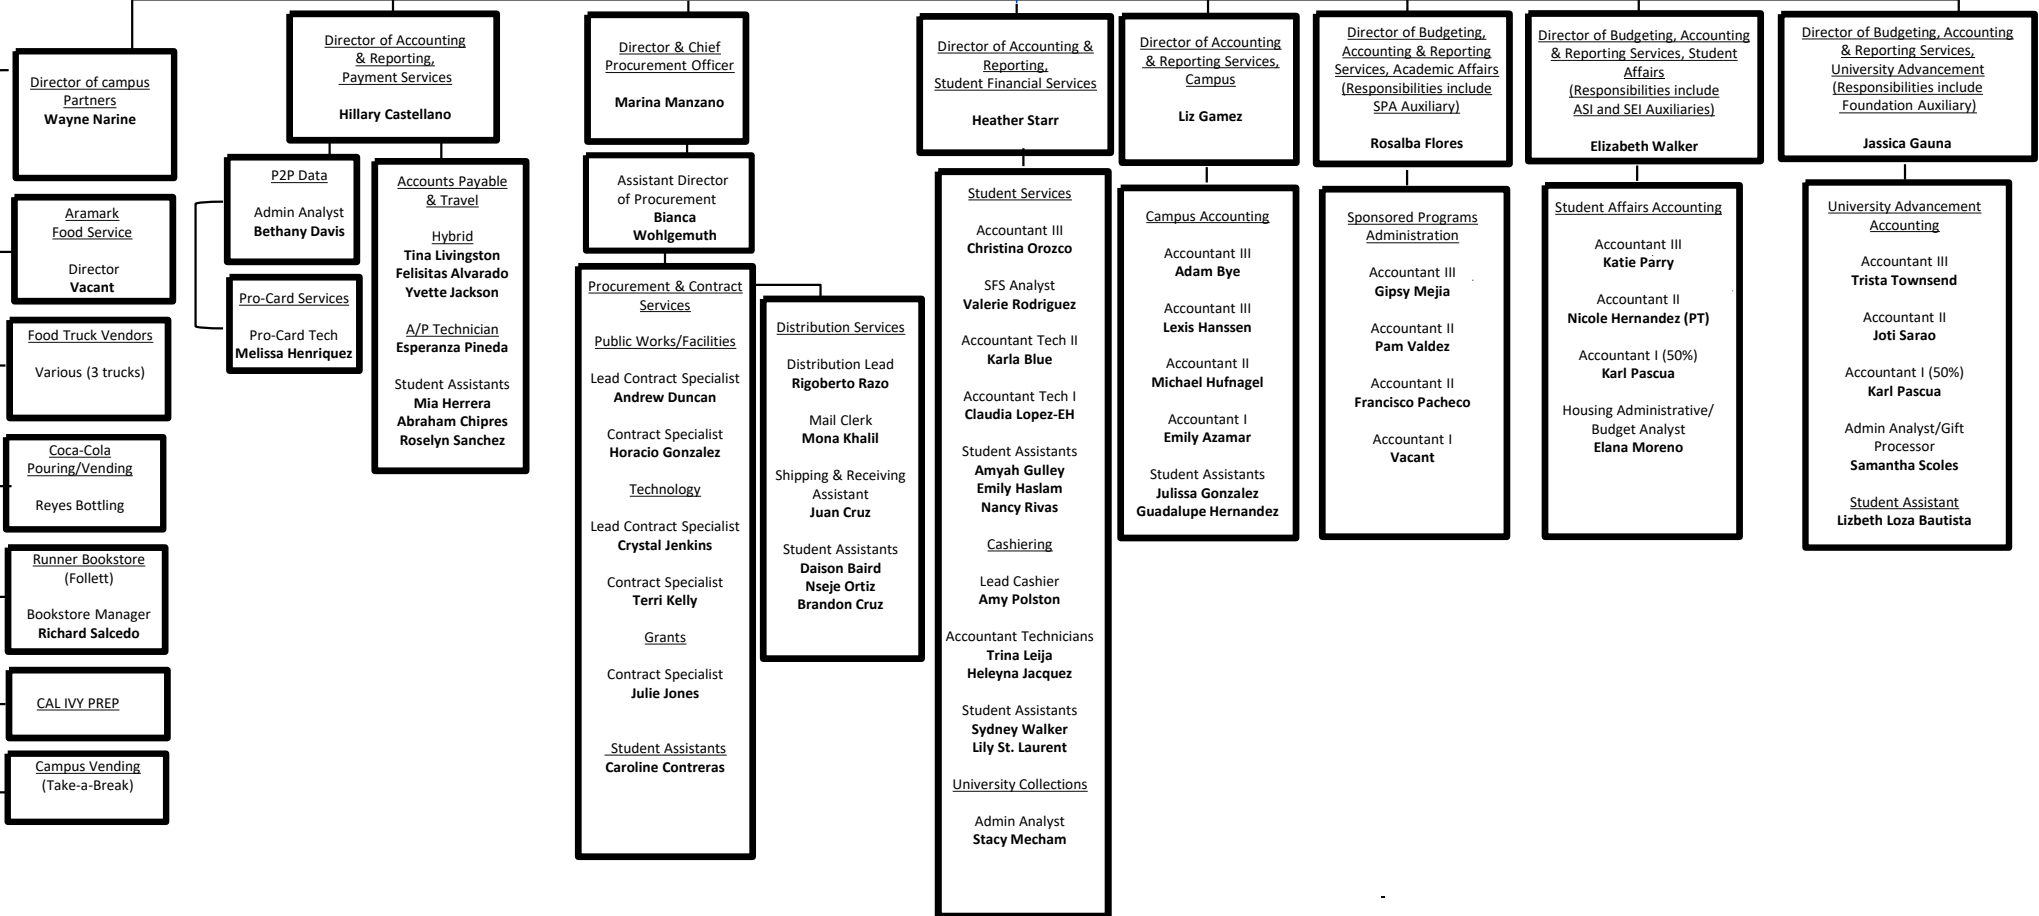 Director of campus
Partners
Wayne Narine
Aramark
Food Service
Director
Vacant
Food Truck Vendors
Various (3 trucks)
Coca-Cola
Pouring/Vending
Reyes Bottling
Runner Bookstore
(Follett)
Bookstore Manager
Richard Salcedo
CAL IVY PREP
Campus Vending
(Take-a-Break)
Director of Accounting
& Reporting,
Payment Services
Hillary Castellano
P2P Data
Admin Analyst
Bethany Davis
Pro-Card Services
Pro-Card Tech
Melissa Henriquez
Accounts Payable
& Travel
Hybrid
Tina Livingston
Felisitas Alvarado
Yvette Jackson
A/P Technician
Esperanza Pineda
Student Assistants
Mia Herrera
Abraham Chipres
Roselyn Sanchez
Director & Chief
Procurement Officer
Marina Manzano
Assistant Director
of Procurement
Bianca
Wohlgemuth
Procurement & Contract
Services
Public Works/Facilities
Lead Contract Specialist
Andrew Duncan
Contract Specialist
Horacio Gonzalez
Technology
Lead Contract Specialist
Crystal Jenkins
Contract Specialist
Terri Kelly
Grants
Contract Specialist
Julie Jones
Student Assistants
Caroline Contreras
Distribution Services
Distribution Lead
Rigoberto Razo
Mail Clerk
Mona Khalil
Shipping & Receiving
Assistant
Juan Cruz
Student Assistants
Daison Baird
Nseje Ortiz
Brandon Cruz
Director of Accounting &
Reporting,
Student Financial Services
Heather Starr
Student Services
Accountant III
Christina Orozco
SFS Analyst
Valerie Rodriguez
Accountant Tech II
Karla Blue
Accountant Tech I
Claudia Lopez-EH
Student Assistants
Amyah Gulley
Emily Haslam
Nancy Rivas
Cashiering
Lead Cashier
Amy Polston
Accountant Technicians
Trina Leija
Heleyna Jacquez
Student Assistants
Sydney Walker
Lily St. Laurent
University Collections
Admin Analyst
Stacy Mecham
Director of Accounting
& Reporting Services,
Campus
Liz Gamez
Campus Accounting
Accountant III
Adam Bye
Accountant III
Lexis Hanssen
Accountant II
Michael Hufnagel
Accountant I
Emily Azamar
Student Assistants
Julissa Gonzalez
Guadalupe Hernandez
Director of Budgeting,
Accounting & Reporting
Services, Academic Affairs
(Responsibilities include
SPA Auxiliary)
Rosalba Flores
Sponsored Programs
Administration
Accountant III
Gipsy Mejia
Accountant II
Pam Valdez
Accountant II
Francisco Pacheco
Accountant I
Vacant
Director of Budgeting, Accounting
& Reporting Services, Student
Affairs
(Responsibilities include
ASI and SEI Auxiliaries)
Elizabeth Walker
Student Affairs Accounting
Accountant III
Katie Parry
Accountant II
Nicole Hernandez (PT)
Accountant I (50%)
Karl Pascua
Housing Administrative/
Budget Analyst
Elana Moreno
Director of Budgeting, Accounting
& Reporting Services,
University Advancement
(Responsibilities include
Foundation Auxiliary)
Jassica Gauna
University Advancement
Accounting
Accountant III
Trista Townsend
Accountant II
Joti Sarao
Accountant I (50%)
Karl Pascua
Admin Analyst/Gift
Processor
Samantha Scoles
Student Assistant
Lizbeth Loza Bautista